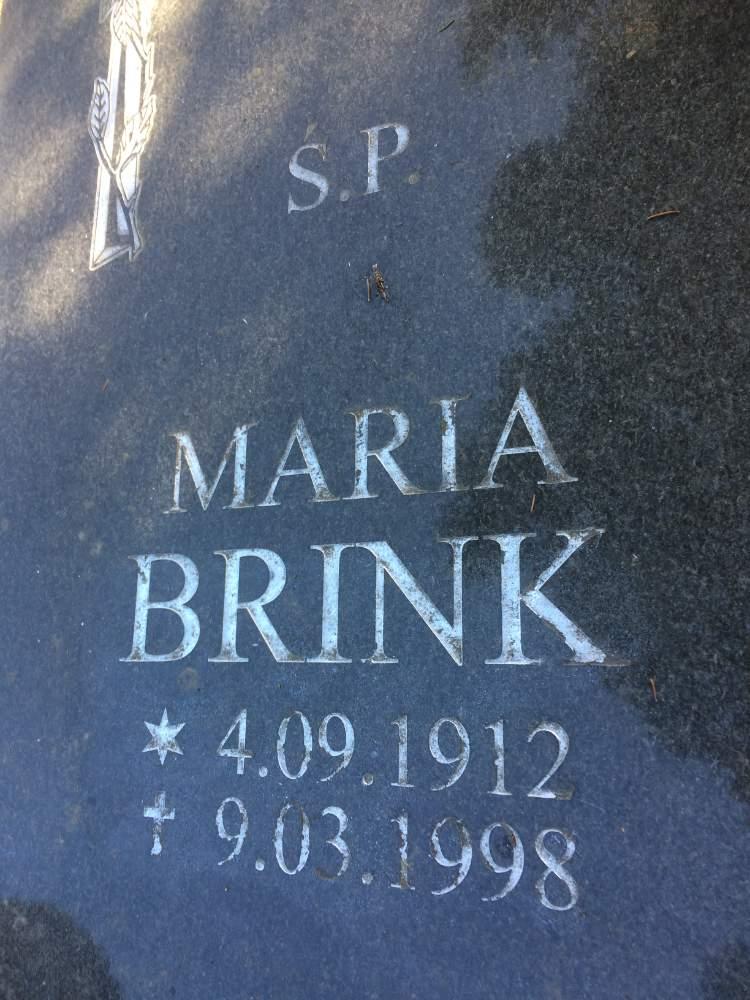 Ś.P.
MARIA
BRINK
* 4.09.1912
† 9.03.1998